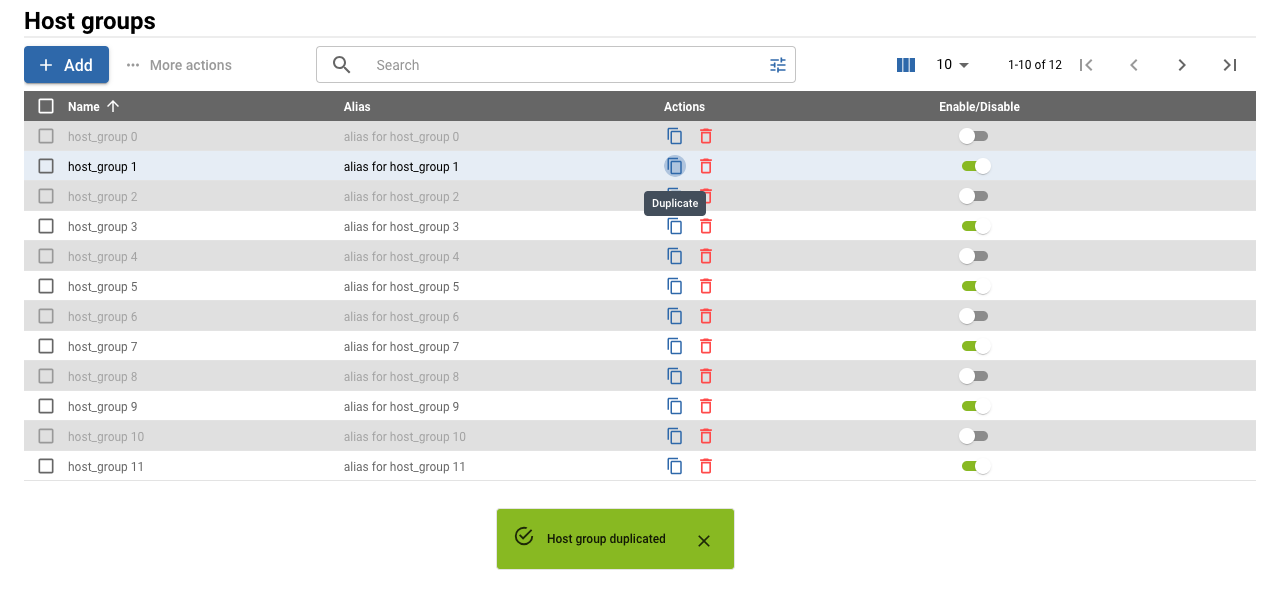 Host groups
Add
More actions
Search
10
1-10 of 12
Name Alias Actions Enable/Disable
host_group 0 alias for host_group 0
host_group 1 alias for host_group 1
host_group 2 alias for host_group 2
Duplicate
host_group 3 alias for host_group 3
host_group 4 alias for host_group 4
host_group 5 alias for host_group 5
host_group 6 alias for host_group 6
host_group 7 alias for host_group 7
host_group 8 alias for host_group 8
host_group 9 alias for host_group 9
host_group 10 alias for host_group 10
host_group 11 alias for host_group 11
Host group duplicated